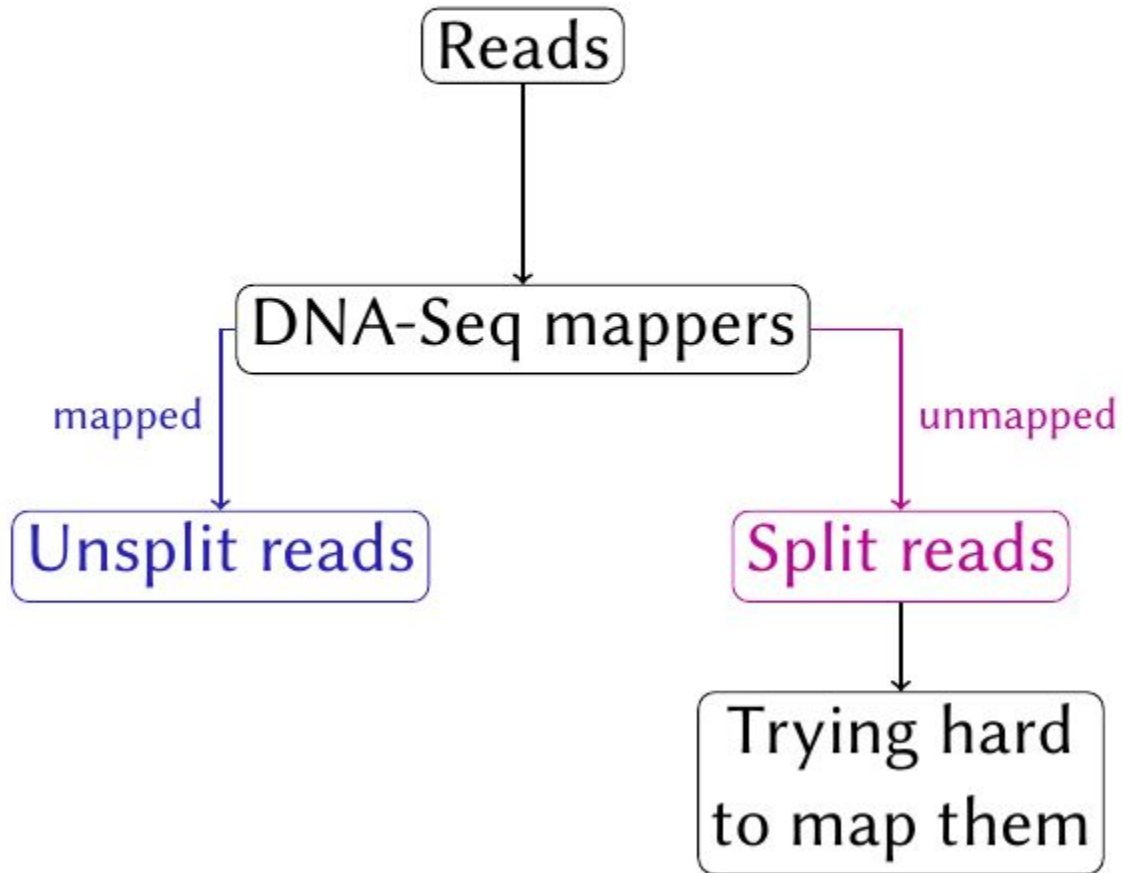 Reads
DNA-Seq mappers
mapped
unmapped
Unsplit reads
Split reads
Trying hard
to map them